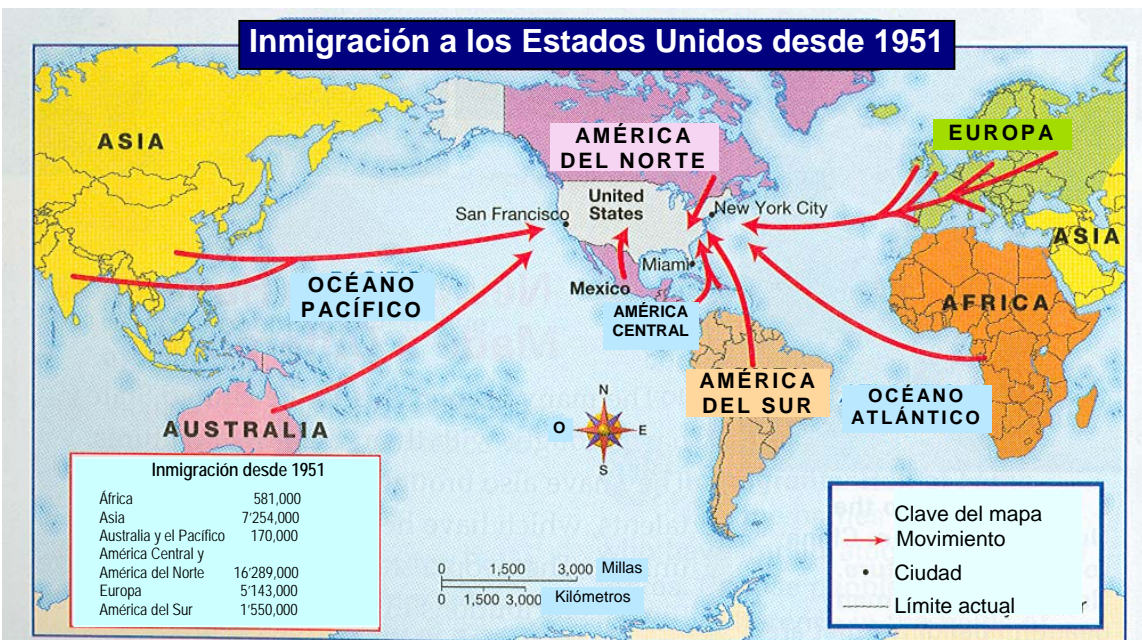 Inmigración a los Estados Unidos desde 1951
ASIA
AMÉRICA
DEL NORTE
EUROPA
United
States
San Francisco
New York City
ASIA
Miami
Mexico
OCÉANO
PACÍFICO
AMÉRICA
CENTRAL
AFRICA
AMÉRICA
DEL SUR
OCÉANO
ATLÁNTICO
AUSTRALIA
N
O
E
S
Inmigración desde 1951
África 581,000
Asia 7'254,000
Australia y el Pacífico 170,000
América Central y
América del Norte 16'289,000
Europa 5'143,000
América del Sur 1'550,000
0 1,500 3,000 Millas
0 1,500 3,000 Kilómetros
Clave del mapa
Movimiento
Ciudad
Límite actual r